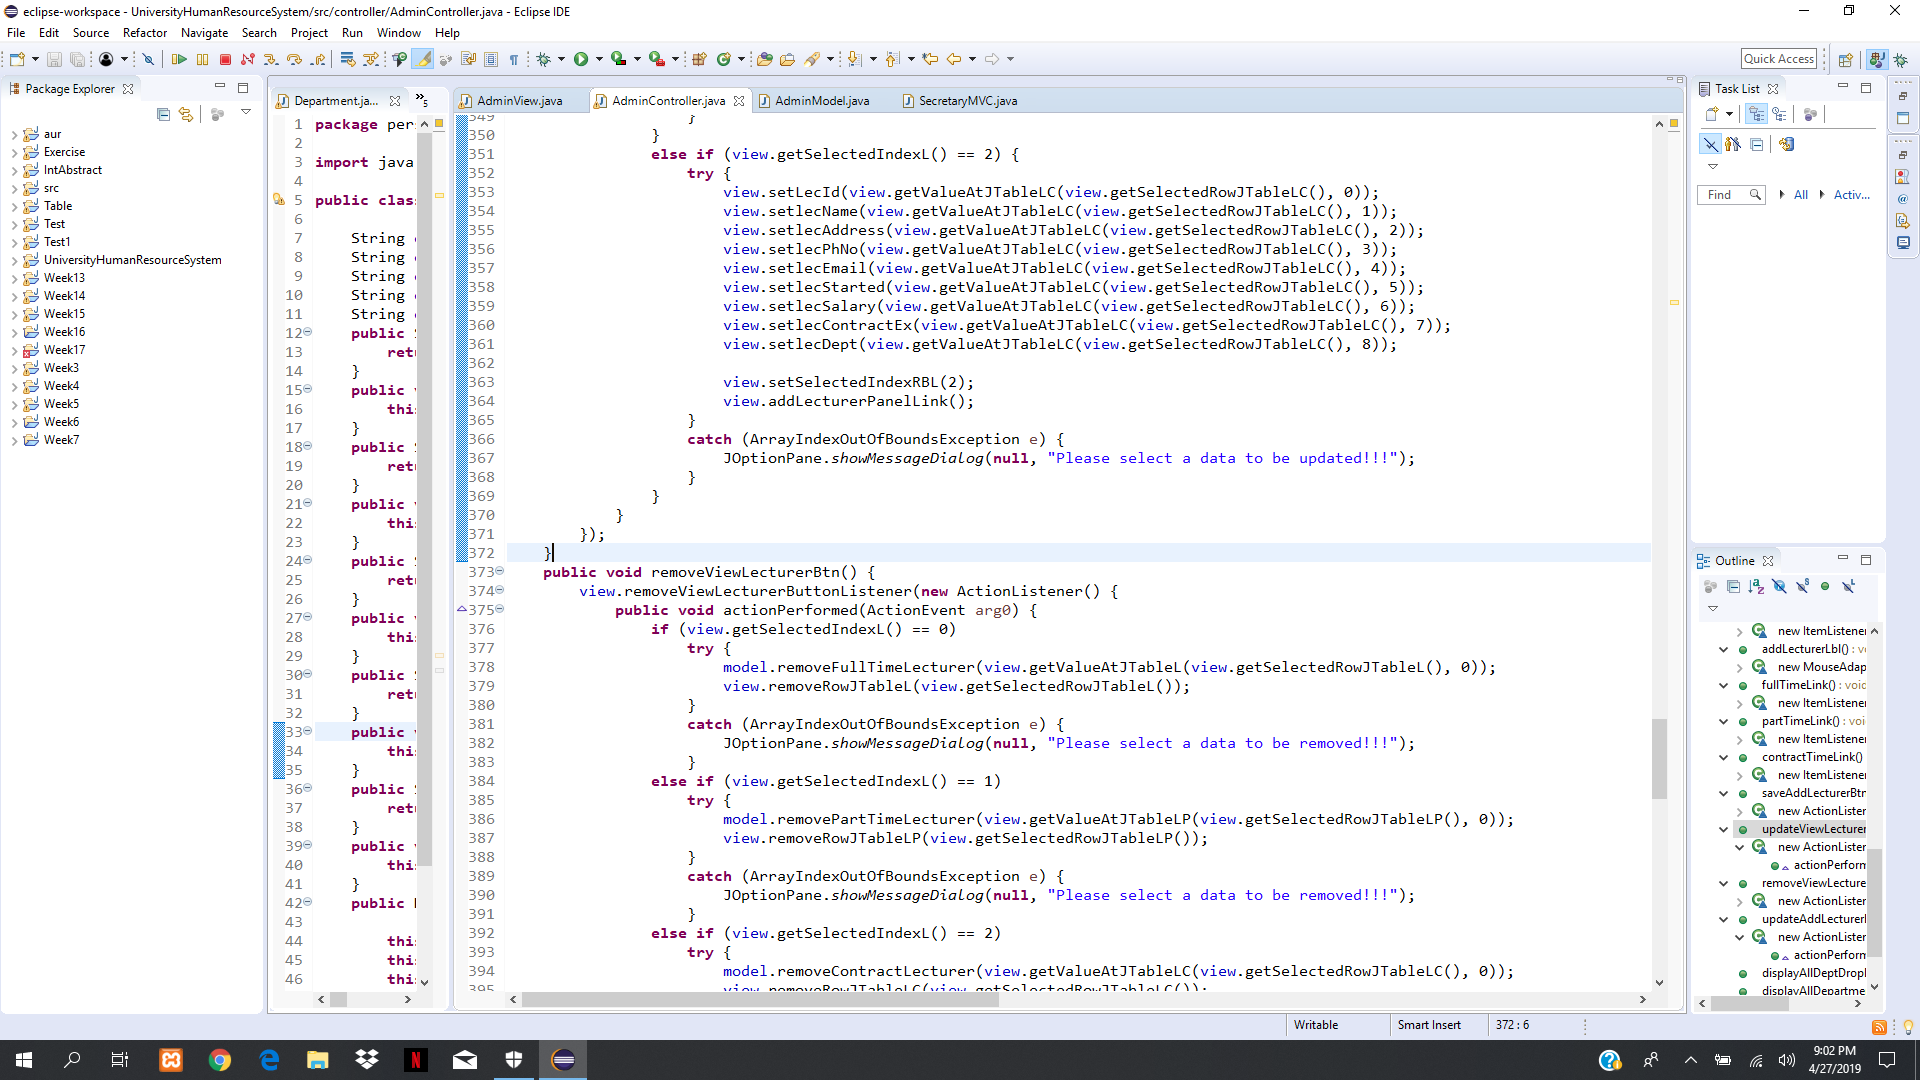 eclipse-workspace - UniversityHumanResourceSystem/src/controller/AdminController.java - Eclipse IDE
File Edit Source Refactor Navigate Search Project Run Window Help
Quick Access
Package Explorer
aur
Exercise
IntAbstract
src
Table
Test
Test1
UniversityHumanResourceSystem
Week13
Week14
Week15
Week16
Week17
Week3
Week4
Week5
Week6
Week7
Department.ja... »5
1 package per
2
3 import java
4
5 public clas
6
7 String
8 String
9 String
10 String
11 String
12 public
13 ret
14 }
15 public
16 thi
17 }
18 public
19 ret
20 }
21 public
22 thi
23 }
24 public
25 ret
26 }
27 public
28 thi
29 }
30 public
31 ret
32 }
33 public
34 thi
35 }
36 public
37 ret
38 }
39 public
40 thi
41 }
42 public
43
44 thi
45 thi
46 thi
AdminView.java AdminController.java AdminModel.java SecretaryMVC.java
349 }
350 }
351 else if (view.getSelectedIndexL() == 2) {
352 try {
353 view.setLecId(view.getValueAtJTableLC(view.getSelectedRowJTableLC(), 0));
354 view.setlecName(view.getValueAtJTableLC(view.getSelectedRowJTableLC(), 1));
355 view.setlecAddress(view.getValueAtJTableLC(view.getSelectedRowJTableLC(), 2));
356 view.setlecPhNo(view.getValueAtJTableLC(view.getSelectedRowJTableLC(), 3));
357 view.setlecEmail(view.getValueAtJTableLC(view.getSelectedRowJTableLC(), 4));
358 view.setlecStarted(view.getValueAtJTableLC(view.getSelectedRowJTableLC(), 5));
359 view.setlecSalary(view.getValueAtJTableLC(view.getSelectedRowJTableLC(), 6));
360 view.setlecContractEx(view.getValueAtJTableLC(view.getSelectedRowJTableLC(), 7));
361 view.setlecDept(view.getValueAtJTableLC(view.getSelectedRowJTableLC(), 8));
362
363 view.setSelectedIndexRBL(2);
364 view.addLecturerPanelLink();
365 }
366 catch (ArrayIndexOutOfBoundsException e) {
367 JOptionPane.showMessageDialog(null, "Please select a data to be updated!!!");
368 }
369 }
370 }
371 });
372 }
373 public void removeViewLecturerBtn() {
374 view.removeViewLecturerButtonListener(new ActionListener() {
375 public void actionPerformed(ActionEvent arg0) {
376 if (view.getSelectedIndexL() == 0)
377 try {
378 model.removeFullTimeLecturer(view.getValueAtJTableL(view.getSelectedRowJTableL(), 0));
379 view.removeRowJTableL(view.getSelectedRowJTableL());
380 }
381 catch (ArrayIndexOutOfBoundsException e) {
382 JOptionPane.showMessageDialog(null, "Please select a data to be removed!!!");
383 }
384 else if (view.getSelectedIndexL() == 1)
385 try {
386 model.removePartTimeLecturer(view.getValueAtJTableLP(view.getSelectedRowJTableLP(), 0));
387 view.removeRowJTableLP(view.getSelectedRowJTableLP());
388 }
389 catch (ArrayIndexOutOfBoundsException e) {
390 JOptionPane.showMessageDialog(null, "Please select a data to be removed!!!");
391 }
392 else if (view.getSelectedIndexL() == 2)
393 try {
394 model.removeContractLecturer(view.getValueAtJTableLC(view.getSelectedRowJTableLC(), 0));
395 view.removeRowJTableLC(view.getSelectedRowJTableLC());
Task List
Find All Activ...
Outline
new ItemListener
addLecturerLbl() : v
new MouseAdap
fullTimeLink() : void
new ItemListener
partTimeLink() : voi
new ItemListener
contractTimeLink()
new ItemListener
saveAddLecturerBtn
new ActionLister
updateViewLecturer
new ActionLister
actionPerform
removeViewLecture
new ActionLister
updateAddLecturerl
new ActionLister
actionPerform
displayAllDeptDropl
displayAllDepartme
Writable Smart Insert 372 : 6
9:02 PM
4/27/2019